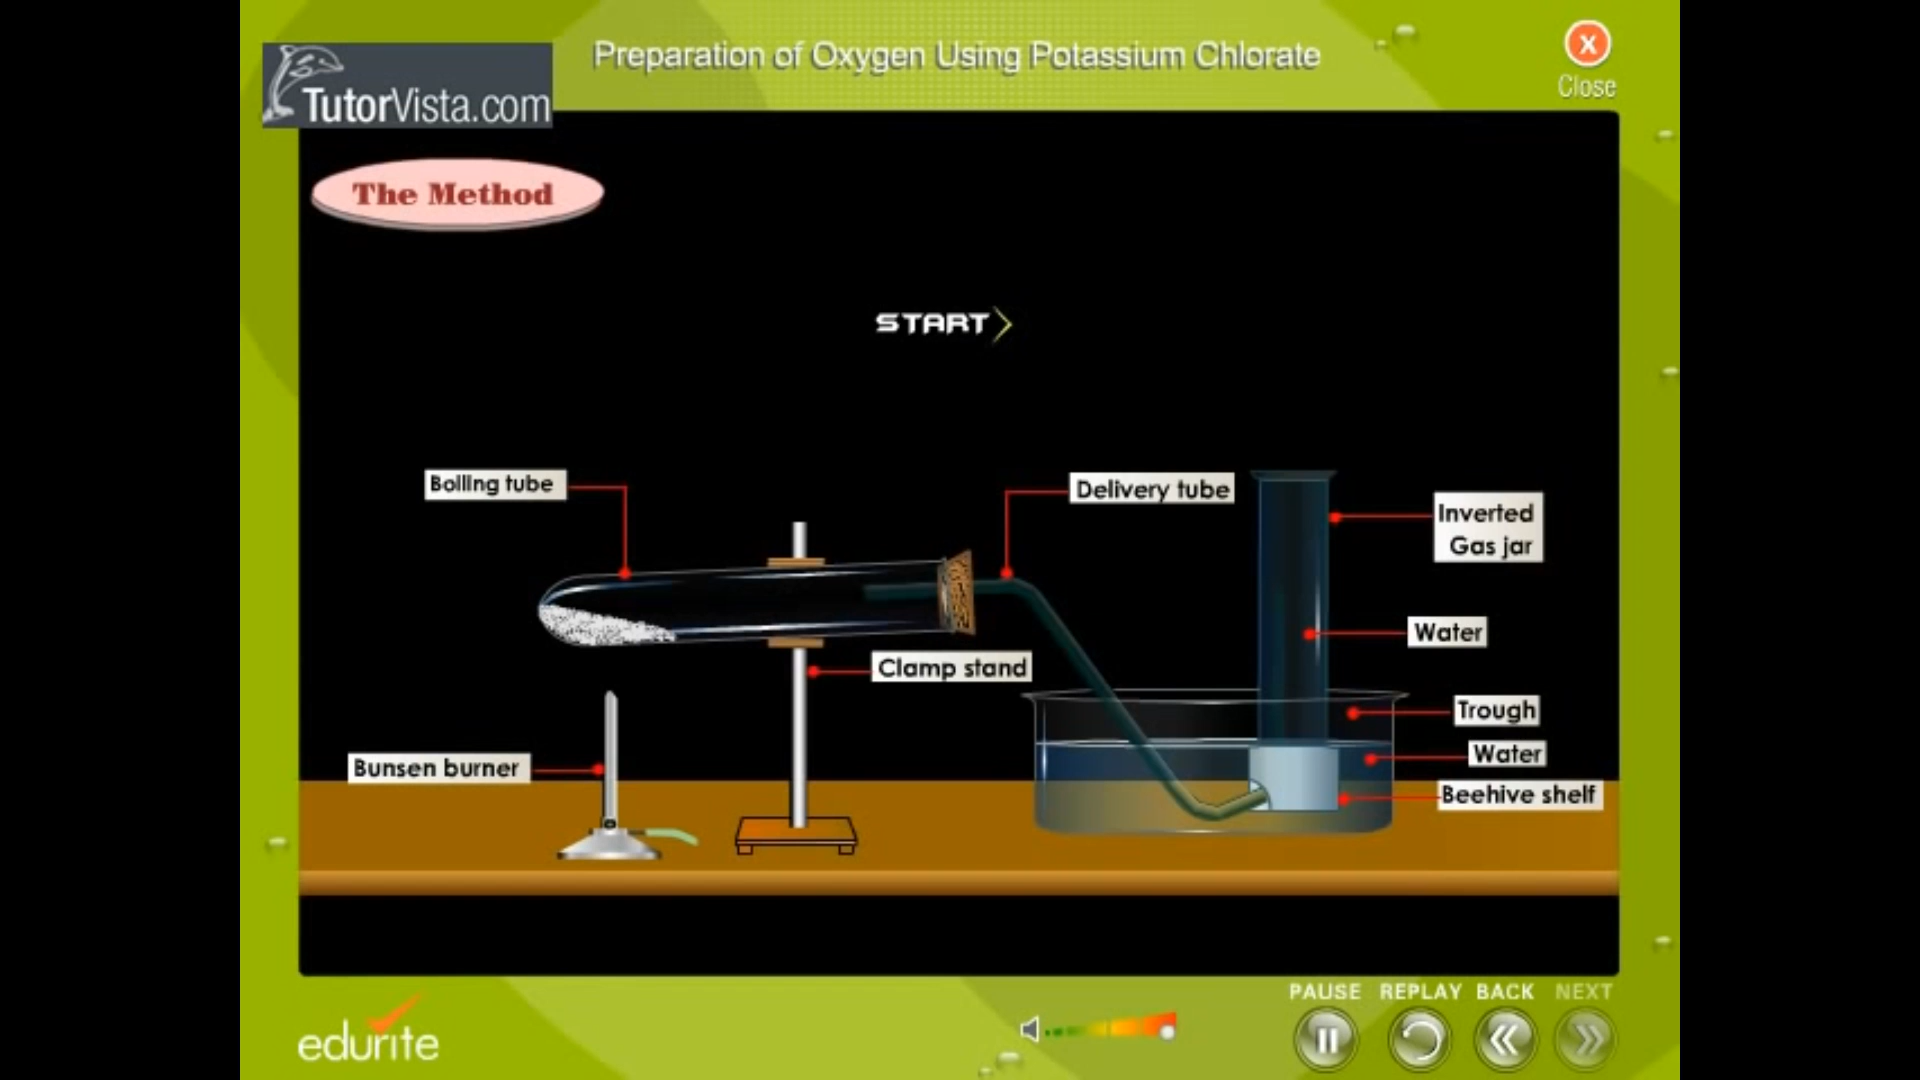 Preparation of Oxygen Using Potassium Chlorate
X
Close
TutorVista.com
The Method
START
Boiling tube
Delivery tube
Inverted
Gas jar
Water
Clamp stand
Trough
Water
Bunsen burner
Beehive shelf
PAUSE REPLAY BACK NEXT
edurite